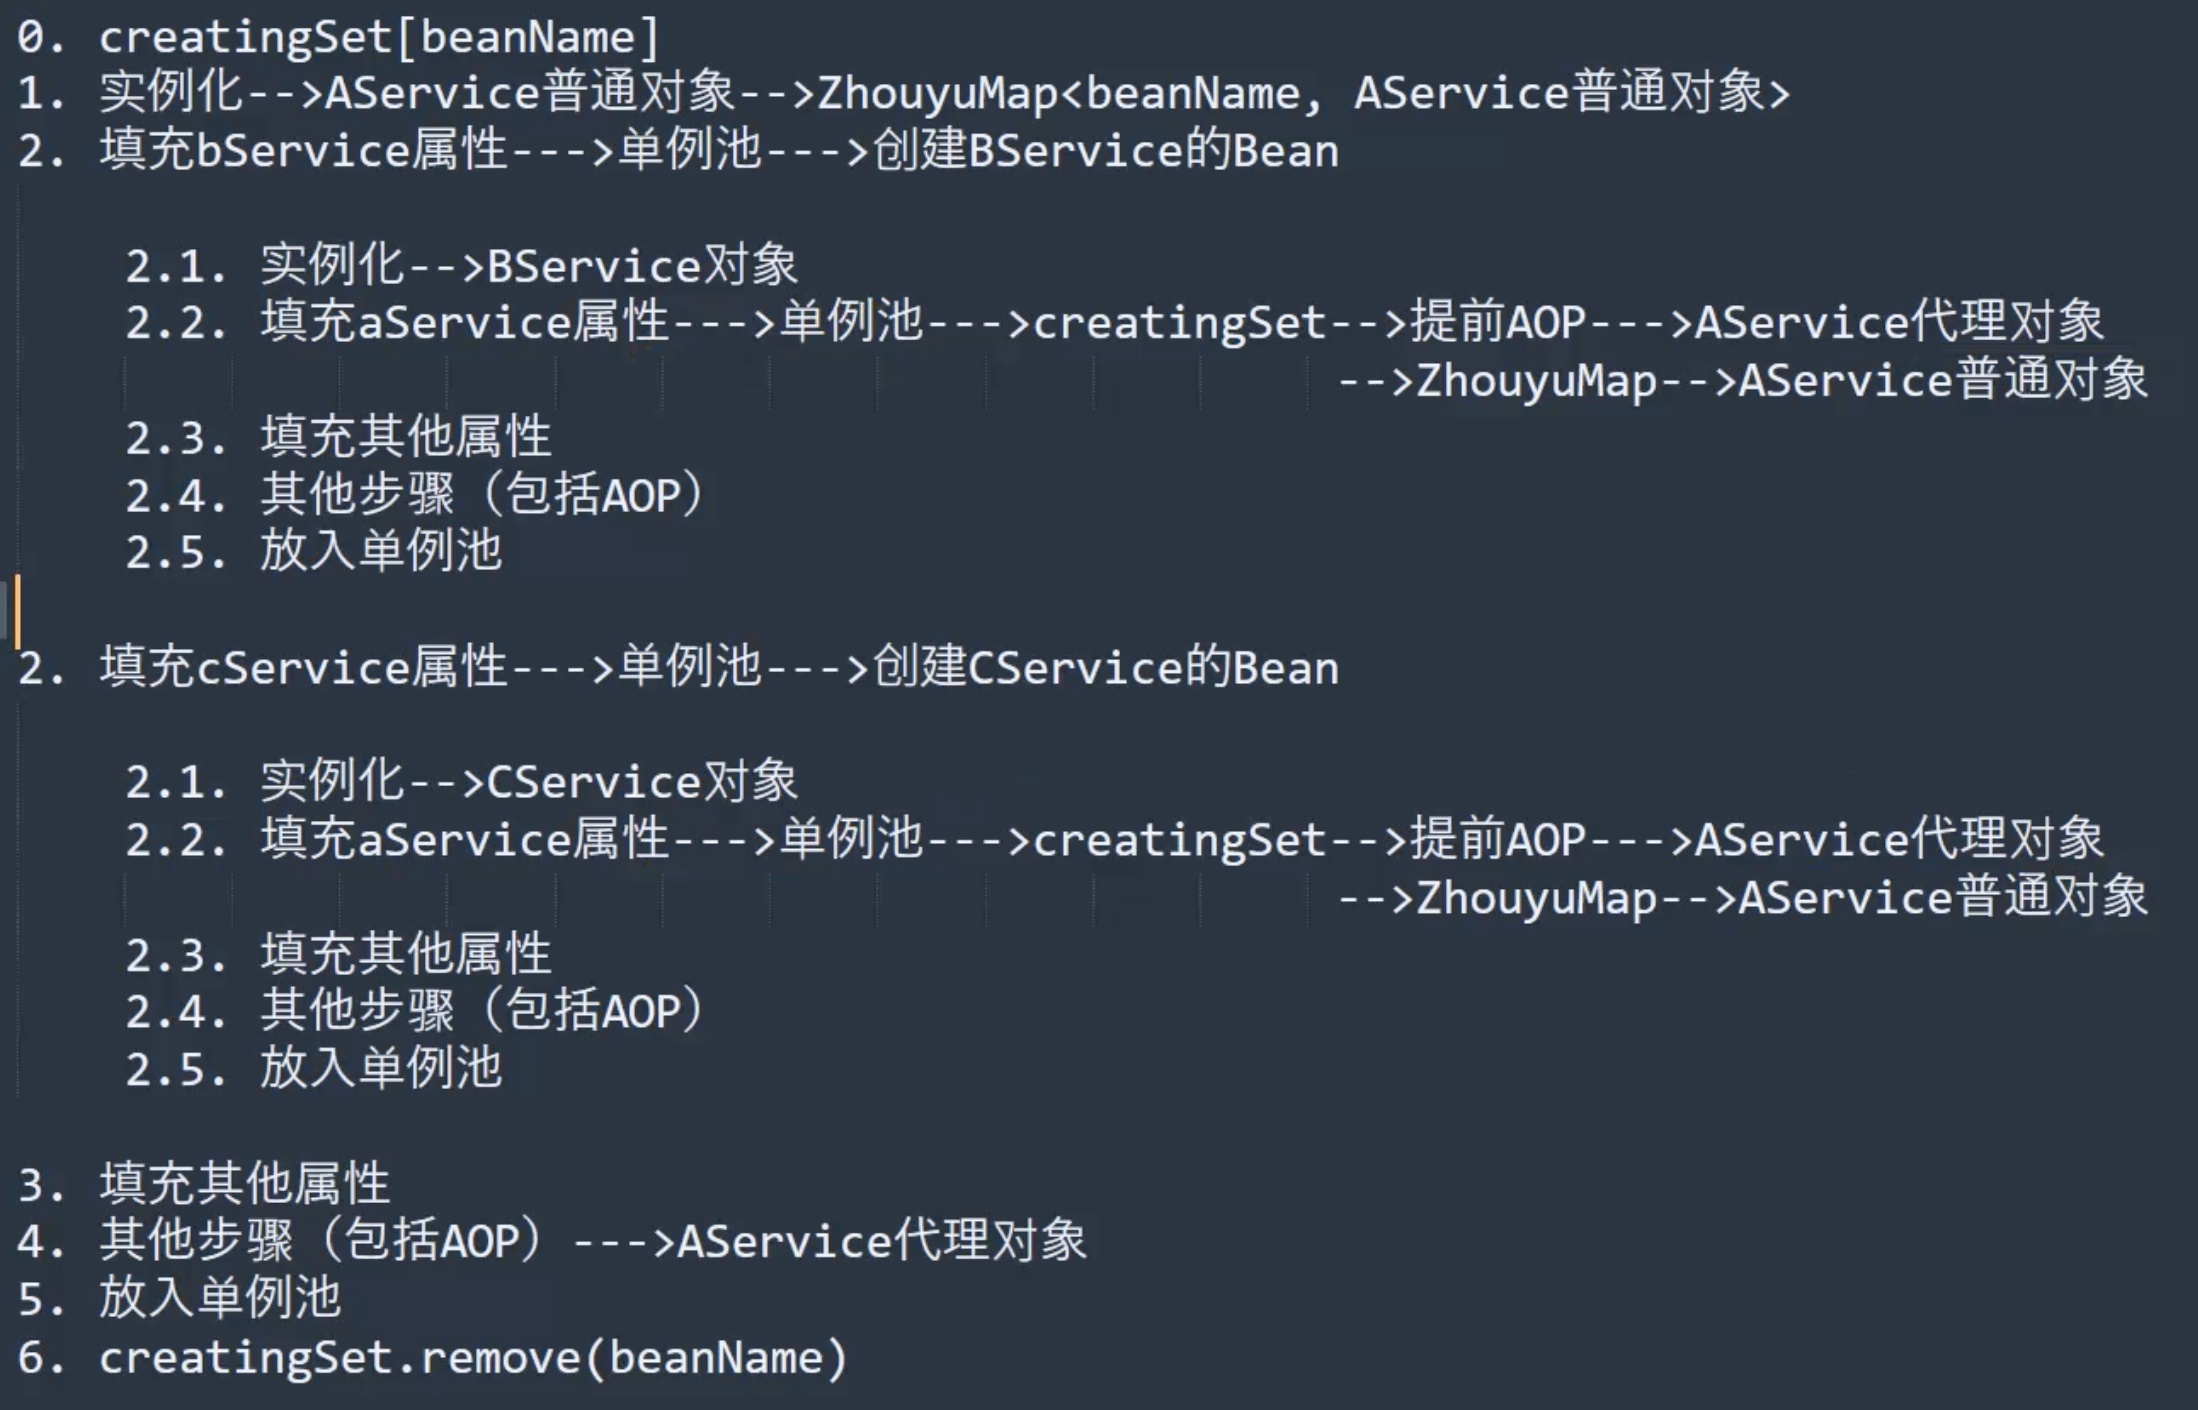 0. creatingSet[beanName]
1. 实例化-->AService普通对象-->ZhouyuMap<beanName, AService普通对象>
2. 填充bService属性--->单例池--->创建BService的Bean
2.1. 实例化-->BService对象
2.2. 填充aService属性--->单例池--->creatingSet-->提前AOP--->AService代理对象
-->ZhouyuMap-->AService普通对象
2.3. 填充其他属性
2.4. 其他步骤（包括AOP）
2.5. 放入单例池
2. 填充cService属性--->单例池--->创建CService的Bean
2.1. 实例化-->CService对象
2.2. 填充aService属性--->单例池--->creatingSet-->提前AOP--->AService代理对象
-->ZhouyuMap-->AService普通对象
2.3. 填充其他属性
2.4. 其他步骤（包括AOP）
2.5. 放入单例池
3. 填充其他属性
4. 其他步骤（包括AOP）--->AService代理对象
5. 放入单例池
6. creatingSet.remove(beanName)